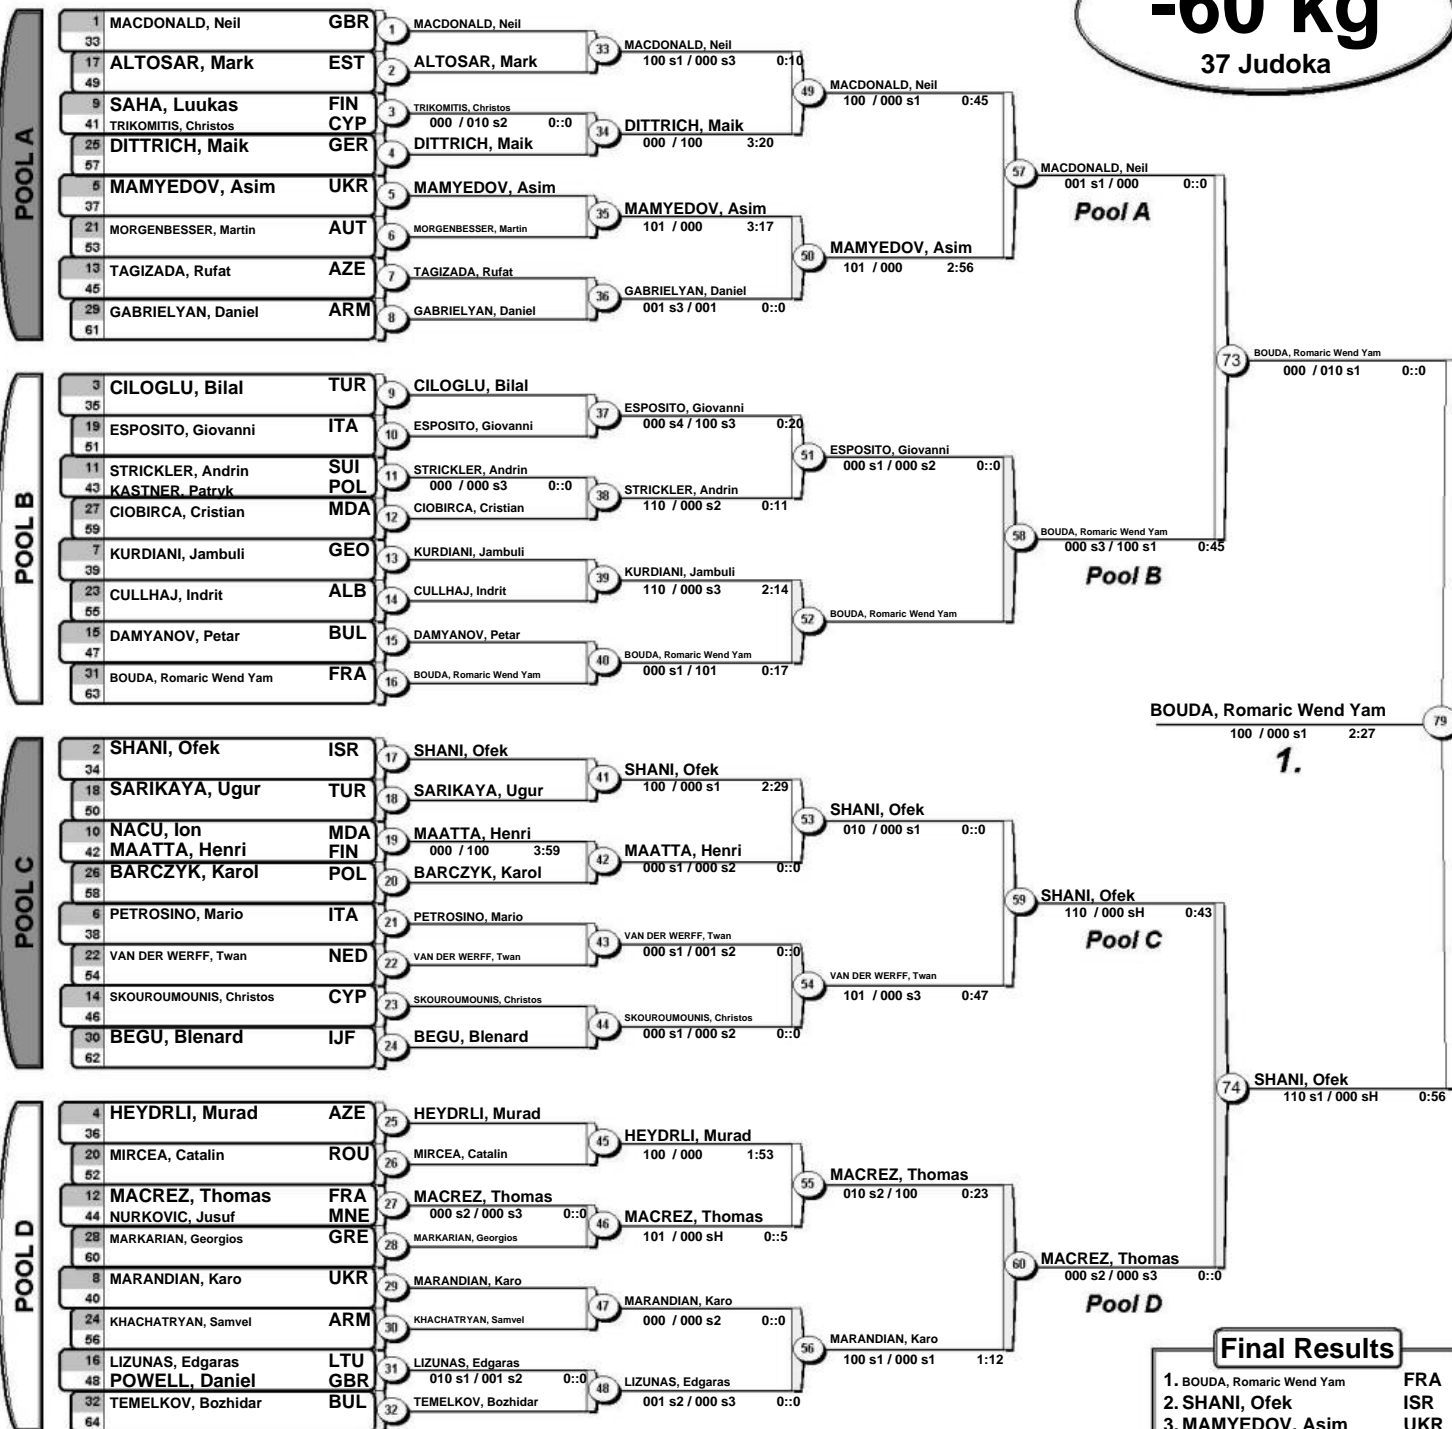 -60 kg
37 Judoka
POOL A
1 MACDONALD, Neil GBR
33
17 ALTOSAR, Mark EST
49
9 SAHA, Luukas FIN
41 TRIKOMITIS, Christos CYP
25 DITTRICH, Maik GER
57
5 MAMYEDOV, Asim UKR
37
21 MORGENBESSER, Martin AUT
53
13 TAGIZADA, Rufat AZE
45
29 GABRIELYAN, Daniel ARM
61
1 MACDONALD, Neil
2 ALTOSAR, Mark
3 TRIKOMITIS, Christos
000 / 010 s2 0::0
4 DITTRICH, Maik
5 MAMYEDOV, Asim
6 MORGENBESSER, Martin
7 TAGIZADA, Rufat
8 GABRIELYAN, Daniel
33 MACDONALD, Neil
100 s1 / 000 s3 0:10
34 DITTRICH, Maik
000 / 100 3:20
35 MAMYEDOV, Asim
101 / 000 3:17
36 GABRIELYAN, Daniel
001 s3 / 001 0::0
49 MACDONALD, Neil
100 / 000 s1 0:45
50 MAMYEDOV, Asim
101 / 000 2:56
57 MACDONALD, Neil
001 s1 / 000 0::0
Pool A
POOL B
3 CILOGLU, Bilal TUR
35
19 ESPOSITO, Giovanni ITA
51
11 STRICKLER, Andrin SUI
43 KASTNER, Patryk POL
27 CIOBIRCA, Cristian MDA
59
7 KURDIANI, Jambuli GEO
39
23 CULLHAJ, Indrit ALB
55
15 DAMYANOV, Petar BUL
47
31 BOUDA, Romaric Wend Yam FRA
63
9 CILOGLU, Bilal
10 ESPOSITO, Giovanni
11 STRICKLER, Andrin
000 / 000 s3 0::0
12 CIOBIRCA, Cristian
13 KURDIANI, Jambuli
14 CULLHAJ, Indrit
15 DAMYANOV, Petar
16 BOUDA, Romaric Wend Yam
37 ESPOSITO, Giovanni
000 s4 / 100 s3 0:20
38 STRICKLER, Andrin
110 / 000 s2 0:11
39 KURDIANI, Jambuli
110 / 000 s3 2:14
40 BOUDA, Romaric Wend Yam
000 s1 / 101 0:17
51 ESPOSITO, Giovanni
000 s1 / 000 s2 0::0
52 BOUDA, Romaric Wend Yam
58 BOUDA, Romaric Wend Yam
000 s3 / 100 s1 0:45
Pool B
73 BOUDA, Romaric Wend Yam
000 / 010 s1 0::0
BOUDA, Romaric Wend Yam 79
100 / 000 s1 2:27
1.
POOL C
2 SHANI, Ofek ISR
34
18 SARIKAYA, Ugur TUR
50
10 NACU, Ion MDA
42 MAATTA, Henri FIN
26 BARCZYK, Karol POL
58
6 PETROSINO, Mario ITA
38
22 VAN DER WERFF, Twan NED
54
14 SKOUROUMOUNIS, Christos CYP
46
30 BEGU, Blenard IJF
62
17 SHANI, Ofek
18 SARIKAYA, Ugur
19 MAATTA, Henri
000 / 100 3:59
20 BARCZYK, Karol
21 PETROSINO, Mario
22 VAN DER WERFF, Twan
23 SKOUROUMOUNIS, Christos
24 BEGU, Blenard
41 SHANI, Ofek
100 / 000 s1 2:29
42 MAATTA, Henri
000 s1 / 000 s2 0::0
43 VAN DER WERFF, Twan
000 s1 / 001 s2 0::0
44 SKOUROUMOUNIS, Christos
000 s1 / 000 s2 0::0
53 SHANI, Ofek
010 / 000 s1 0::0
54 VAN DER WERFF, Twan
101 / 000 s3 0:47
59 SHANI, Ofek
110 / 000 sH 0:43
Pool C
POOL D
4 HEYDRLI, Murad AZE
36
20 MIRCEA, Catalin ROU
52
12 MACREZ, Thomas FRA
44 NURKOVIC, Jusuf MNE
28 MARKARIAN, Georgios GRE
60
8 MARANDIAN, Karo UKR
40
24 KHACHATRYAN, Samvel ARM
56
16 LIZUNAS, Edgaras LTU
48 POWELL, Daniel GBR
32 TEMELKOV, Bozhidar BUL
64
25 HEYDRLI, Murad
26 MIRCEA, Catalin
27 MACREZ, Thomas
000 s2 / 000 s3 0::0
28 MARKARIAN, Georgios
29 MARANDIAN, Karo
30 KHACHATRYAN, Samvel
31 LIZUNAS, Edgaras
010 s1 / 001 s2 0::0
32 TEMELKOV, Bozhidar
45 HEYDRLI, Murad
100 / 000 1:53
46 MACREZ, Thomas
101 / 000 sH 0::5
47 MARANDIAN, Karo
000 / 000 s2 0::0
48 LIZUNAS, Edgaras
001 s2 / 000 s3 0::0
55 MACREZ, Thomas
010 s2 / 100 0:23
56 MARANDIAN, Karo
100 s1 / 000 s1 1:12
60 MACREZ, Thomas
000 s2 / 000 s3 0::0
Pool D
74 SHANI, Ofek
110 s1 / 000 sH 0:56
Final Results
1. BOUDA, Romaric Wend Yam FRA
2. SHANI, Ofek ISR
3. MAMYEDOV, Asim UKR